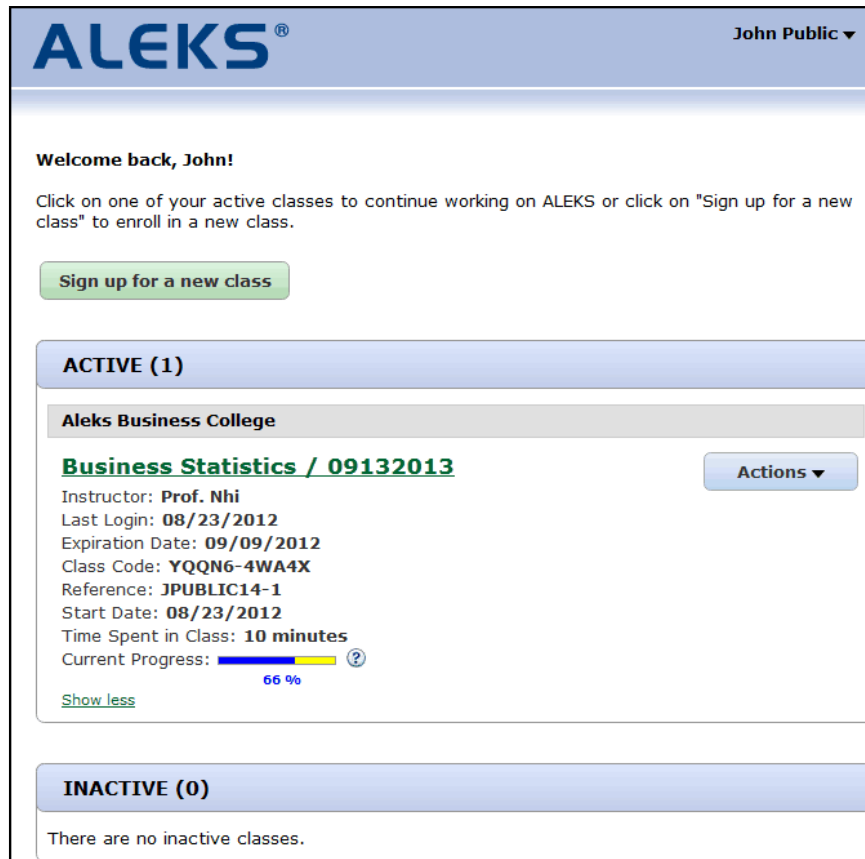 ALEKS®
John Public
Welcome back, John!
Click on one of your active classes to continue working on ALEKS or click on "Sign up for a new
class" to enroll in a new class.
Sign up for a new class
ACTIVE (1)
Aleks Business College
Business Statistics / 09132013
Actions
Instructor: Prof. Nhi
Last Login: 08/23/2012
Expiration Date: 09/09/2012
Class Code: YQQN6-4WA4X
Reference: JPUBLIC14-1
Start Date: 08/23/2012
Time Spent in Class: 10 minutes
Current Progress: ?
66 %
Show less
INACTIVE (0)
There are no inactive classes.